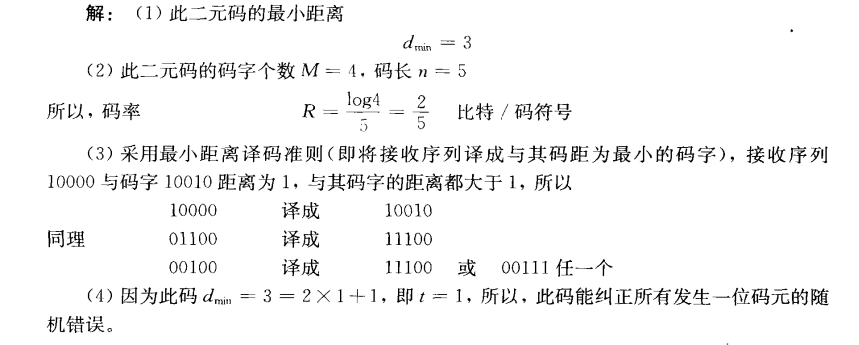 解：（1）此二元码的最小距离
d_min = 3
（2）此二元码的码字个数 M = 4，码长 n = 5
所以，码率 R = log4/5 = 2/5 比特 / 码符号
（3）采用最小距离译码准则（即将接收序列译成与其码距为最小的码字），接收序列
10000 与码字 10010 距离为 1，与其码字的距离都大于 1，所以
10000 译成 10010
同理 01100 译成 11100
00100 译成 11100 或 00111 任一个
（4）因为此码 d_min = 3 = 2×1+1，即 t = 1，所以，此码能纠正所有发生一位码元的随
机错误。